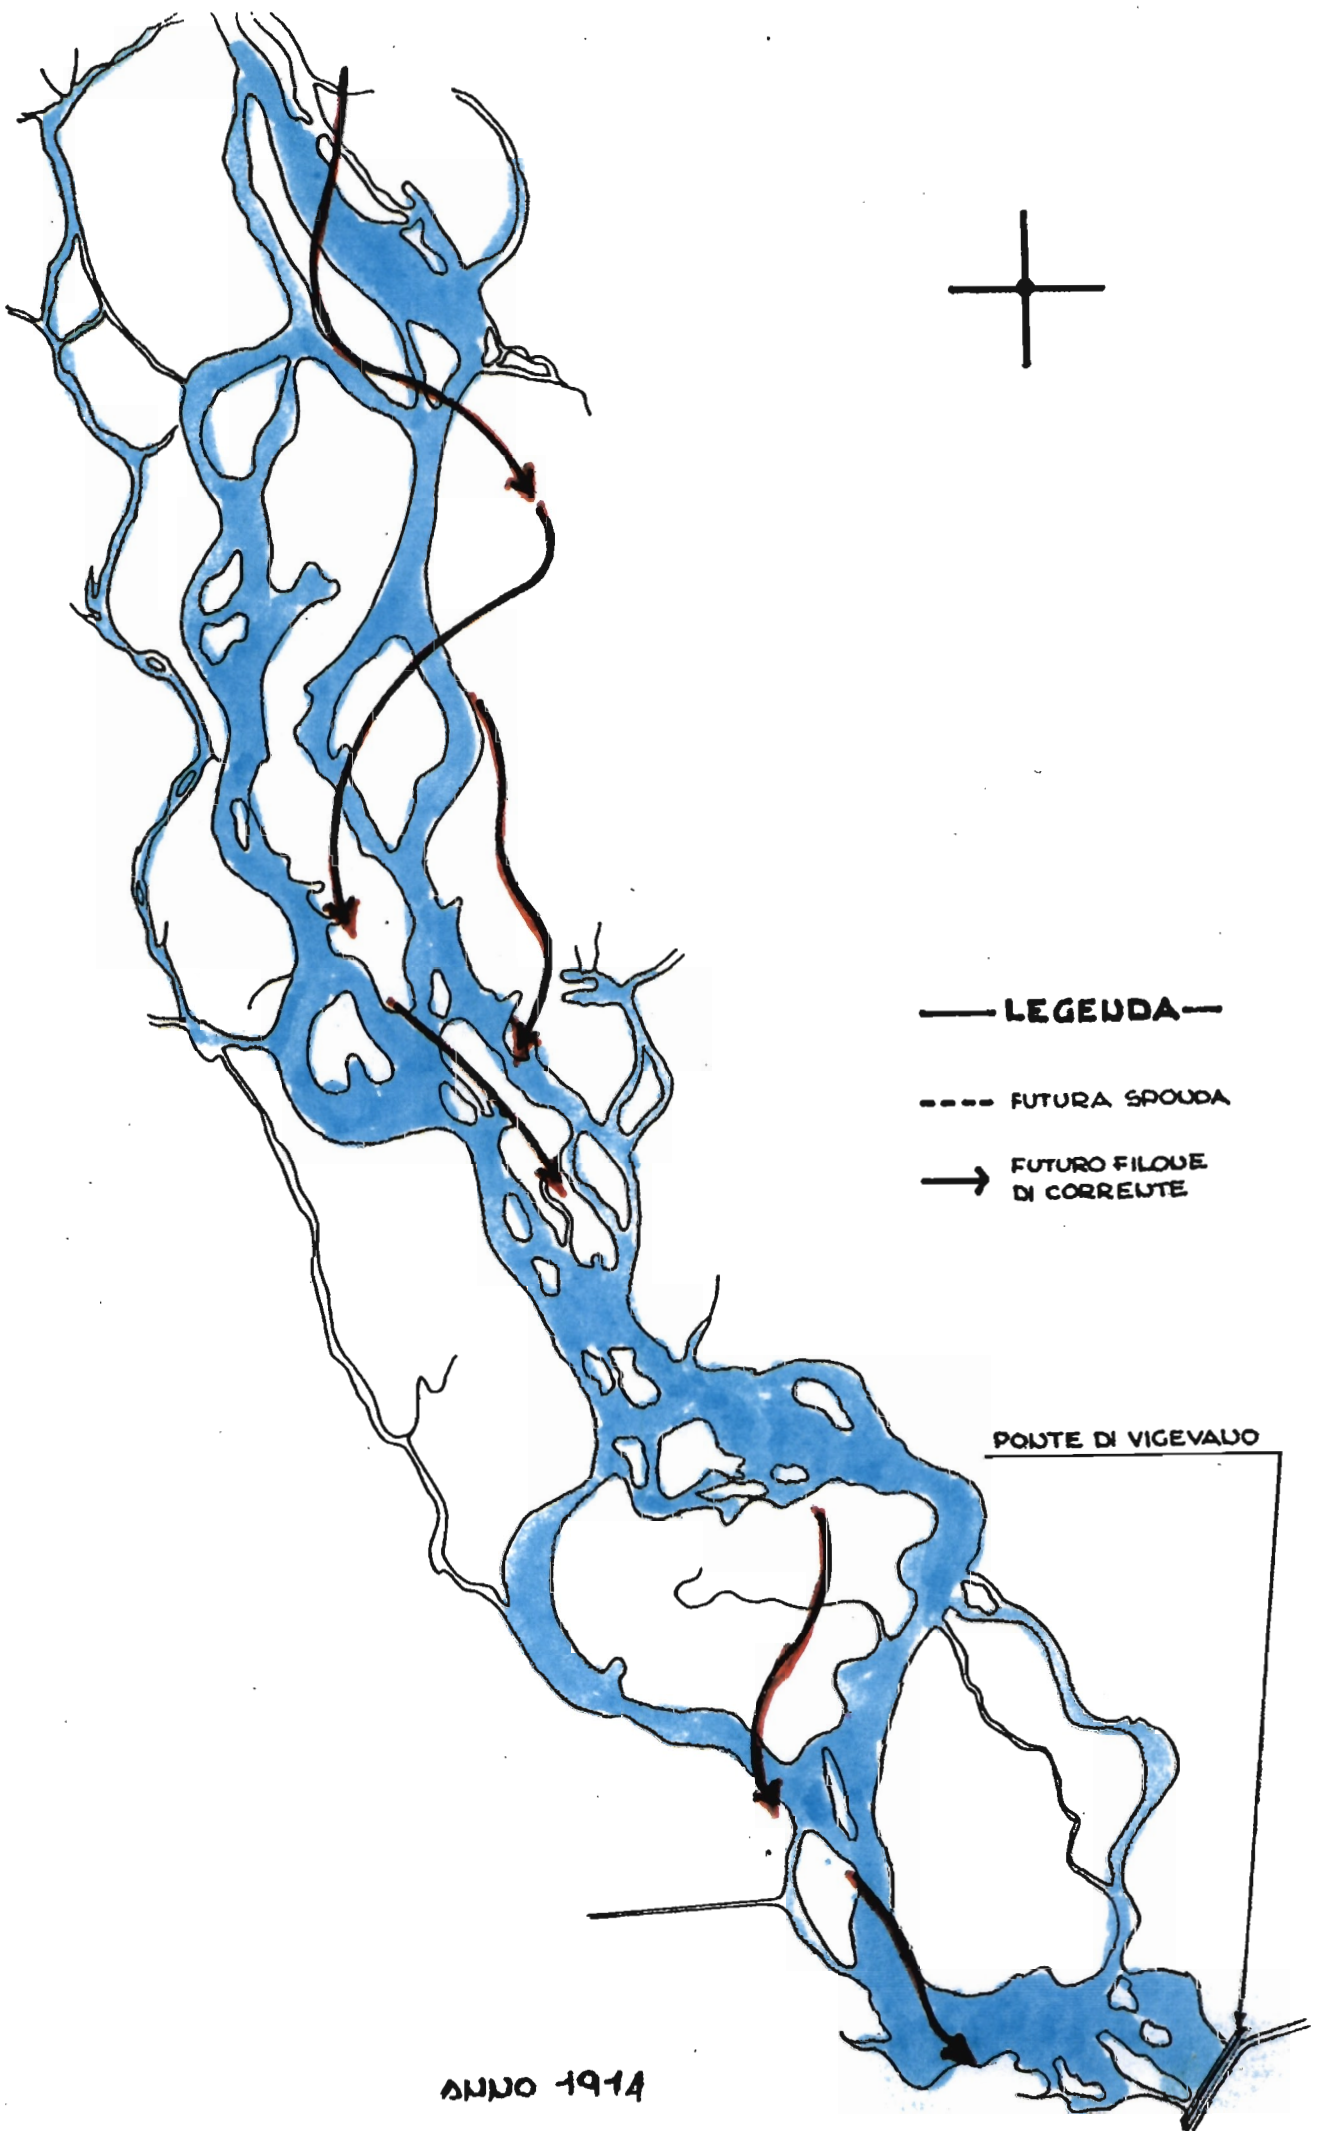 LEGENDA
FUTURA SPONDA
FUTURO FILONE
DI CORRENTE
PONTE DI VIGEVANO
ANNO 1914